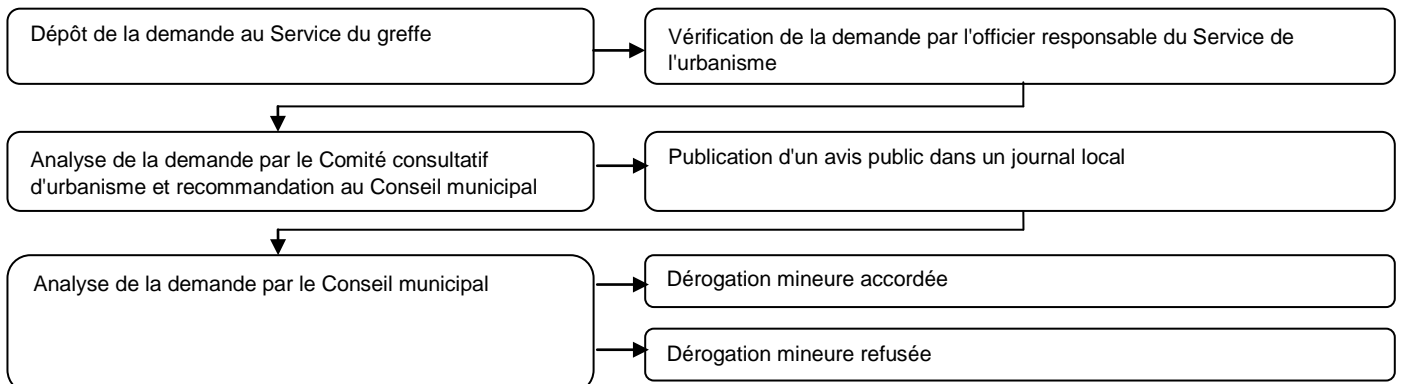 Dépôt de la demande au Service du greffe
Vérification de la demande par l'officier responsable du Service de
l'urbanisme
Analyse de la demande par le Comité consultatif
d'urbanisme et recommandation au Conseil municipal
Publication d'un avis public dans un journal local
Analyse de la demande par le Conseil municipal
Dérogation mineure accordée
Dérogation mineure refusée